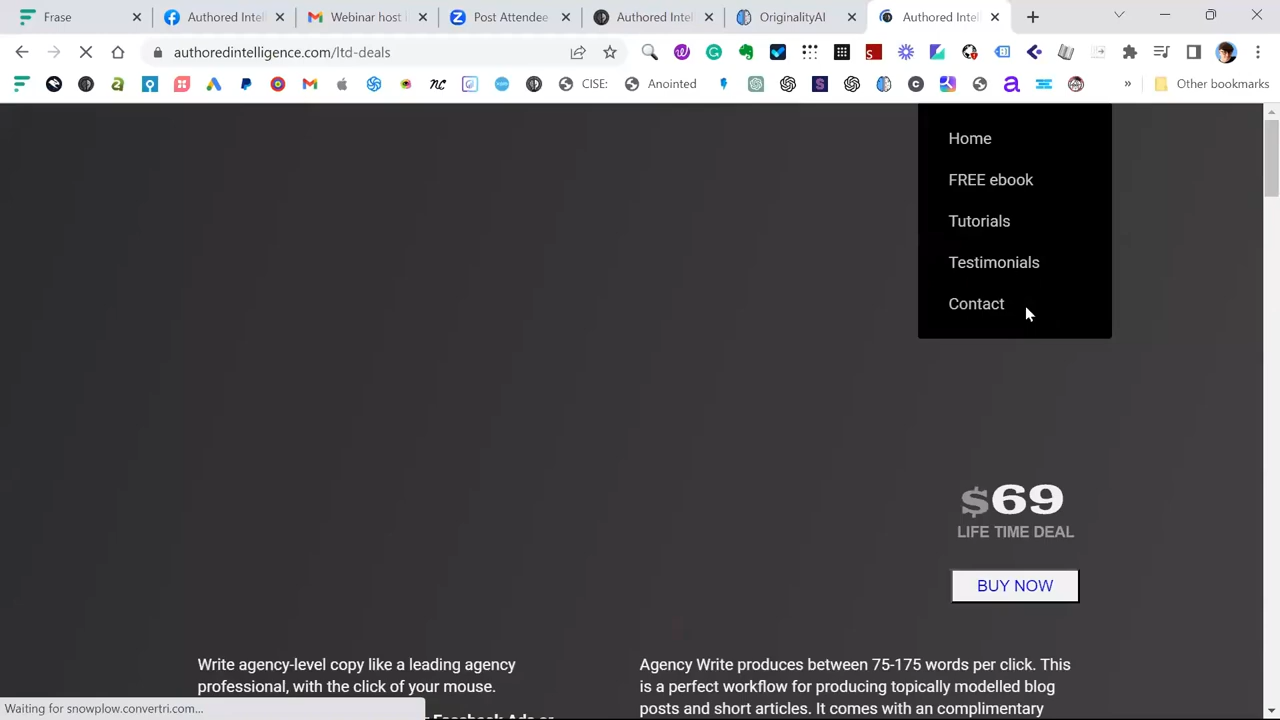 Frase
Authored Intel
Webinar host i
Post Attendee
Authored Intel
OriginalityAI
Authored Intel
authoredintelligence.com/ltd-deals
CISE:
Anointed
Other bookmarks
Home
FREE ebook
Tutorials
Testimonials
Contact
$69
LIFE TIME DEAL
BUY NOW
Write agency-level copy like a leading agency
professional, with the click of your mouse.
Facebook Ads or
Agency Write produces between 75-175 words per click. This
is a perfect workflow for producing topically modelled blog
posts and short articles. It comes with an complimentary
Waiting for snowplow.convertri.com...